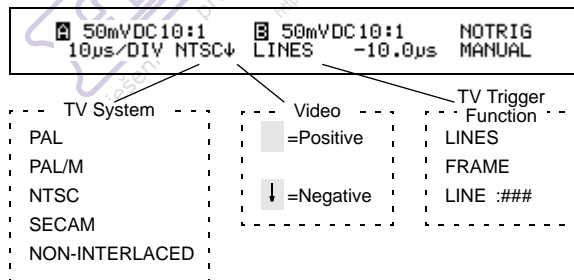 A 50mVDC10:1 B 50mVDC10:1 NOTRIG
10µs/DIV NTSC↓ LINES -10.0µs MANUAL
TV System
PAL
PAL/M
NTSC
SECAM
NON-INTERLACED
Video
=Positive
↓ =Negative
TV Trigger
Function
LINES
FRAME
LINE :###